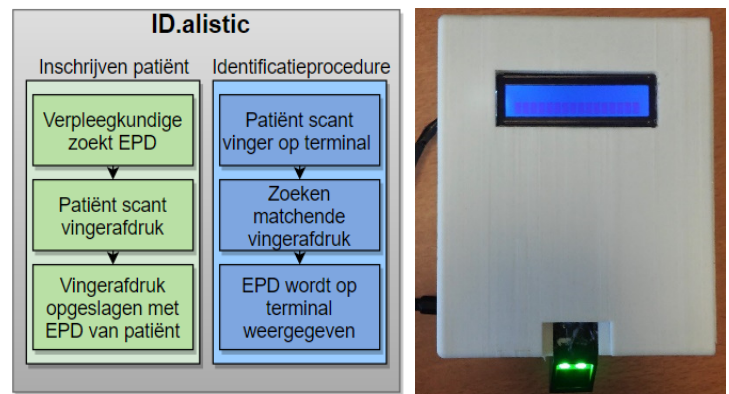 ID.alistic
Inschrijven patiënt
Verpleegkundige
zoekt EPD
Patiënt scant
vingerafdruk
Vingerafdruk
opgeslagen met
EPD van patiënt
Identificatieprocedure
Patiënt scant
vinger op terminal
Zoeken
matchende
vingerafdruk
EPD wordt op
terminal
weergegeven